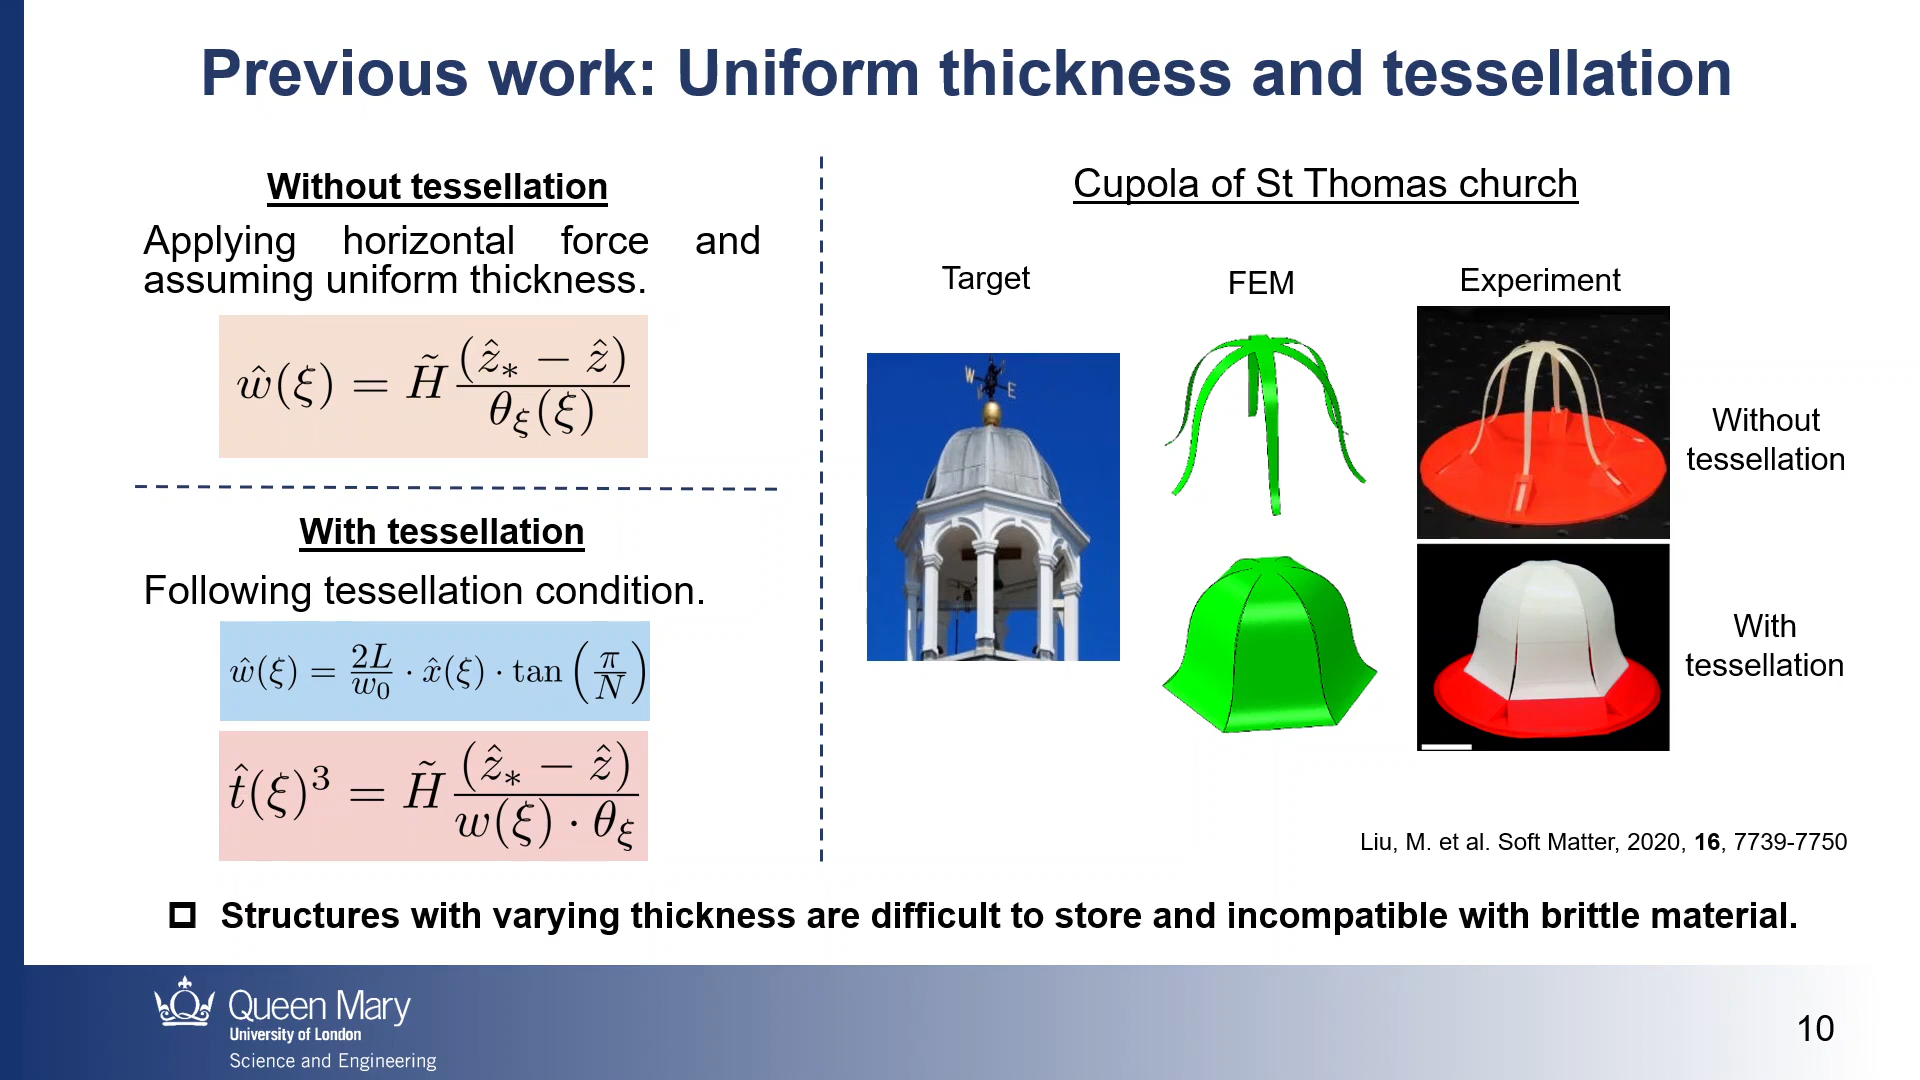 Previous work: Uniform thickness and tessellation
Without tessellation
Applying horizontal force and
assuming uniform thickness.
ŵ(ξ) = H̃ (ẑ* − ẑ) / θ_ξ(ξ)
With tessellation
Following tessellation condition.
ŵ(ξ) = 2L/w₀ · x̂(ξ) · tan (π/N)
t̂(ξ)³ = H̃ (ẑ* − ẑ) / w(ξ) · θ_ξ
Cupola of St Thomas church
Target
FEM
Experiment
W
E
Without
tessellation
With
tessellation
Liu, M. et al. Soft Matter, 2020, 16, 7739-7750
Structures with varying thickness are difficult to store and incompatible with brittle material.
Queen Mary
University of London
Science and Engineering
10